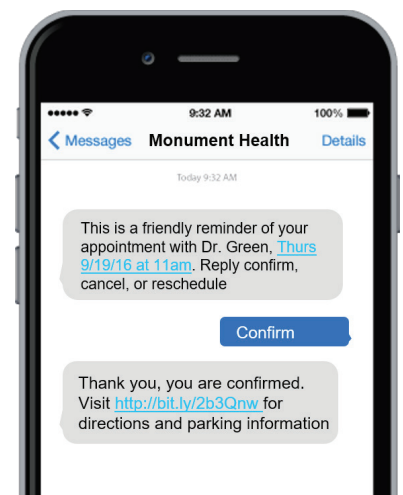 9:32 AM
100%
Messages
Monument Health
Details
Today 9:32 AM
This is a friendly reminder of your
appointment with Dr. Green, Thurs
9/19/16 at 11am. Reply confirm,
cancel, or reschedule
Confirm
Thank you, you are confirmed.
Visit http://bit.ly/2b3Qnw for
directions and parking information